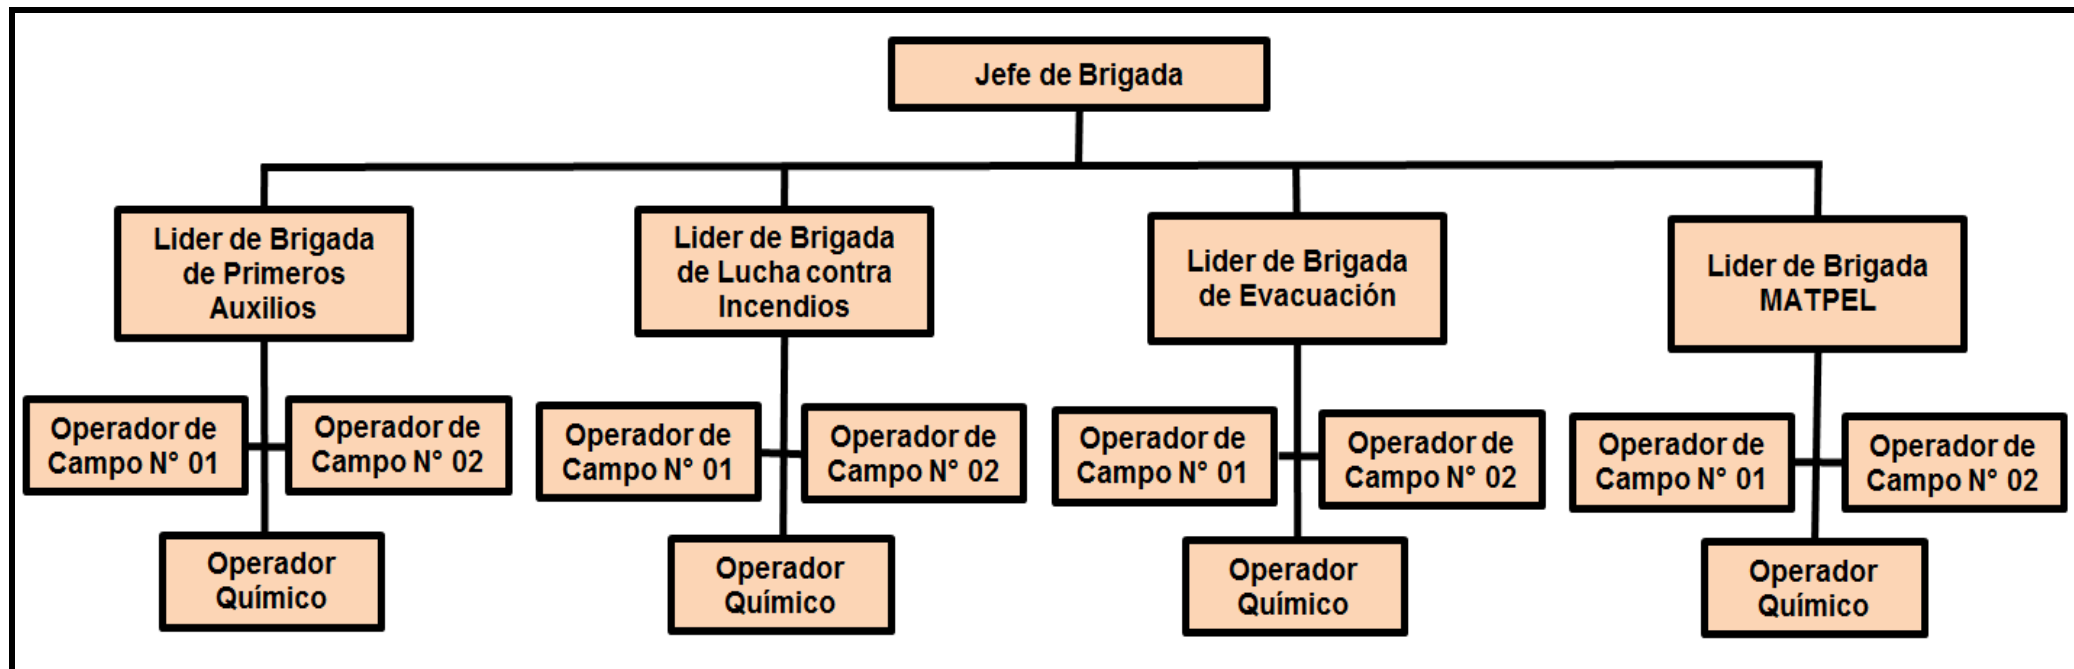 Jefe de Brigada
Lider de Brigada
de Primeros
Auxilios
Lider de Brigada
de Lucha contra
Incendios
Lider de Brigada
de Evacuación
Lider de Brigada
MATPEL
Operador de
Campo N° 01
Operador de
Campo N° 02
Operador de
Campo N° 01
Operador de
Campo N° 02
Operador de
Campo N° 01
Operador de
Campo N° 02
Operador de
Campo N° 01
Operador de
Campo N° 02
Operador
Químico
Operador
Químico
Operador
Químico
Operador
Químico